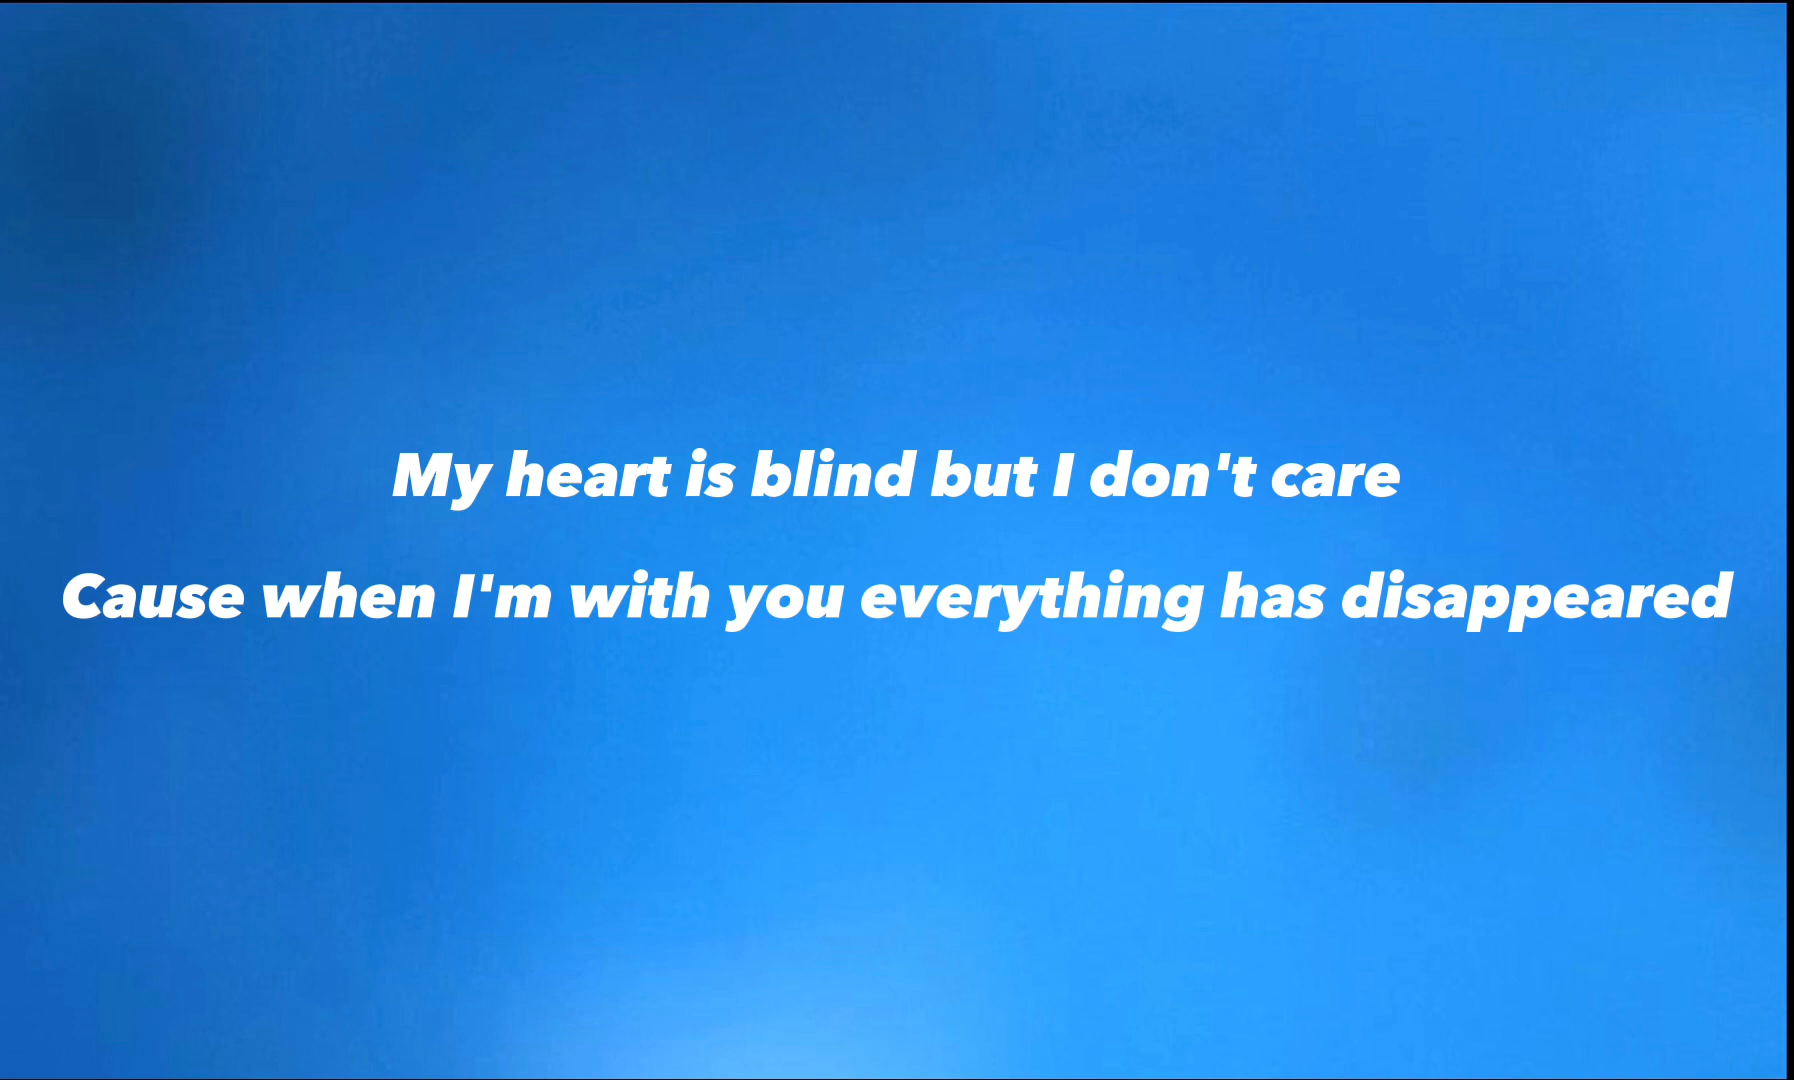 My heart is blind but I don't care
Cause when I'm with you everything has disappeared